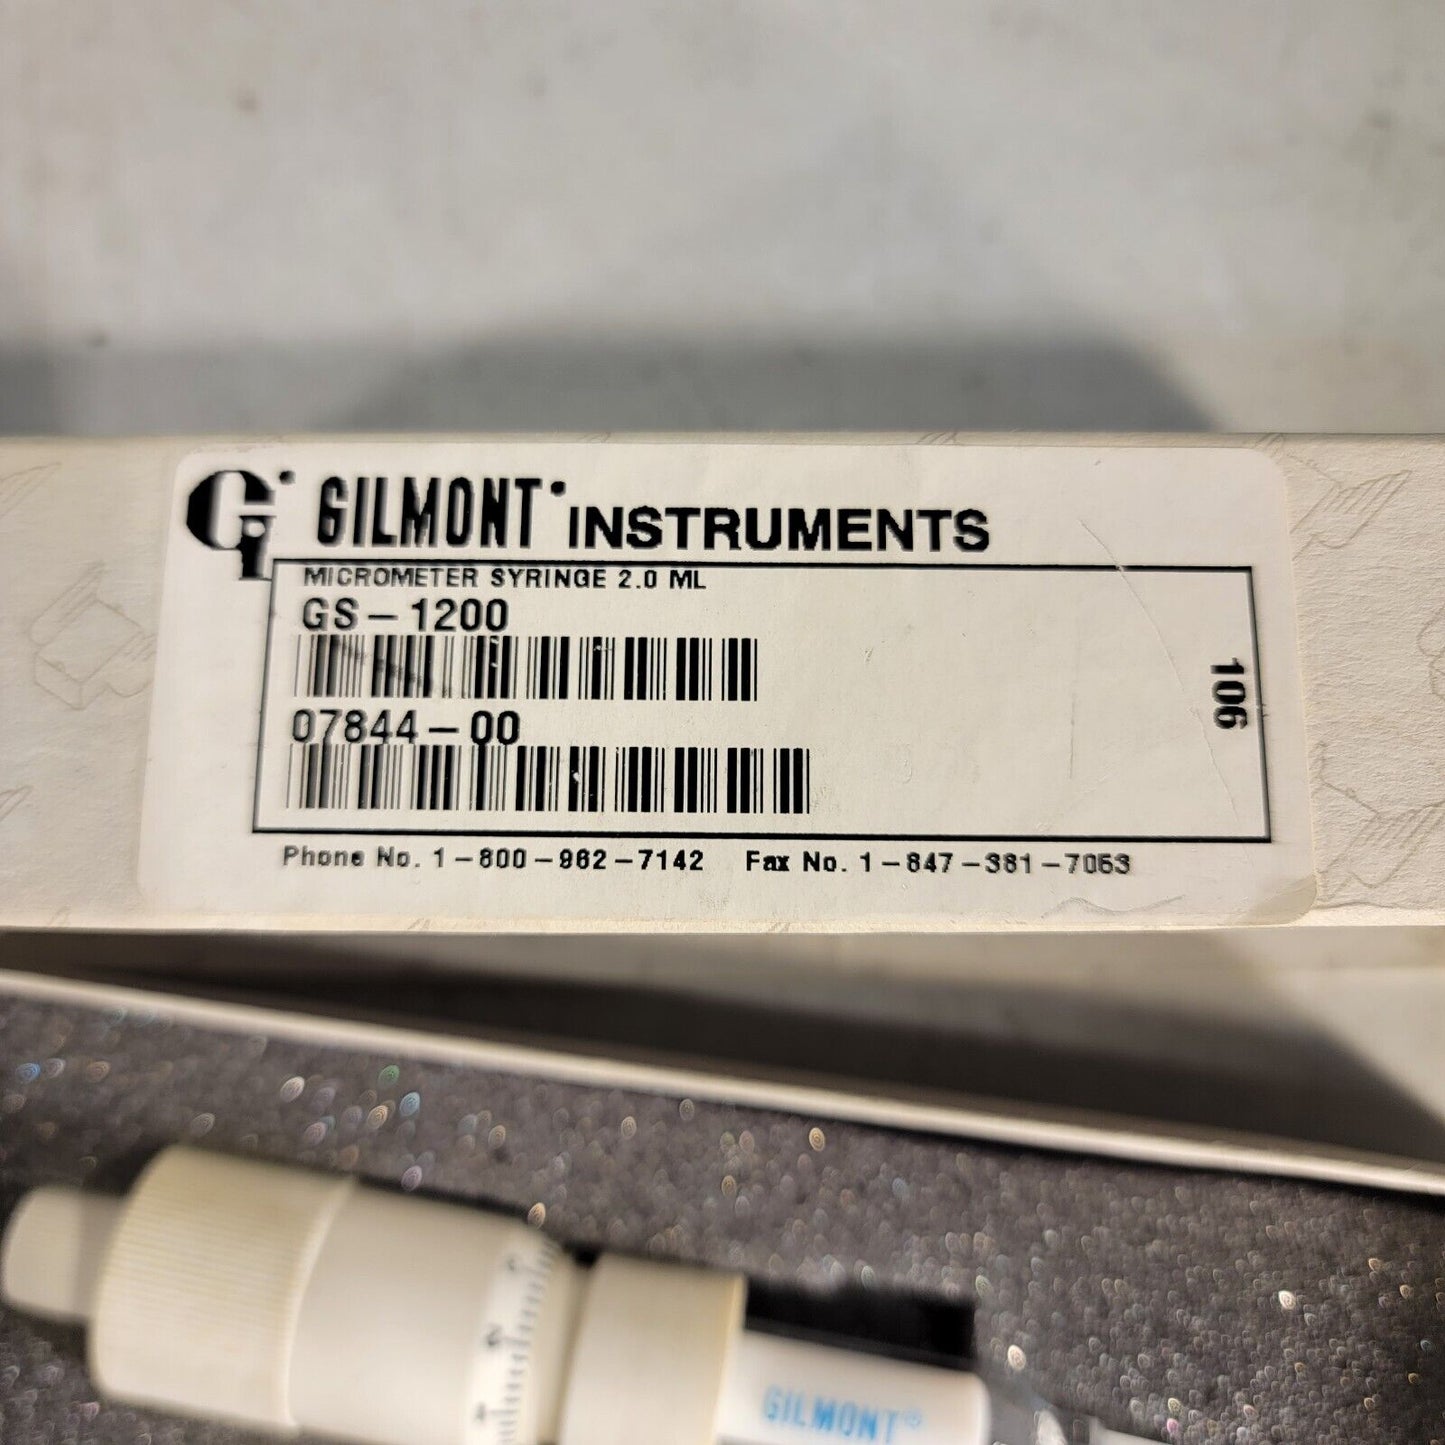 Gi GILMONT INSTRUMENTS
MICROMETER SYRINGE 2.0 ML
GS-1200
07844-00
106
Phone No. 1-800-962-7142 Fax No. 1-847-381-7053
GILMONT®